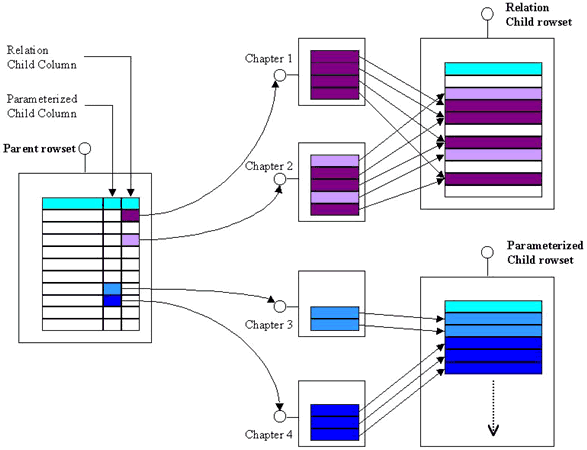 Relation
Child rowset
Chapter 1
Relation
Child Column
Parameterized
Child Column
Parent rowset
Chapter 2
Parameterized
Child rowset
Chapter 3
Chapter 4